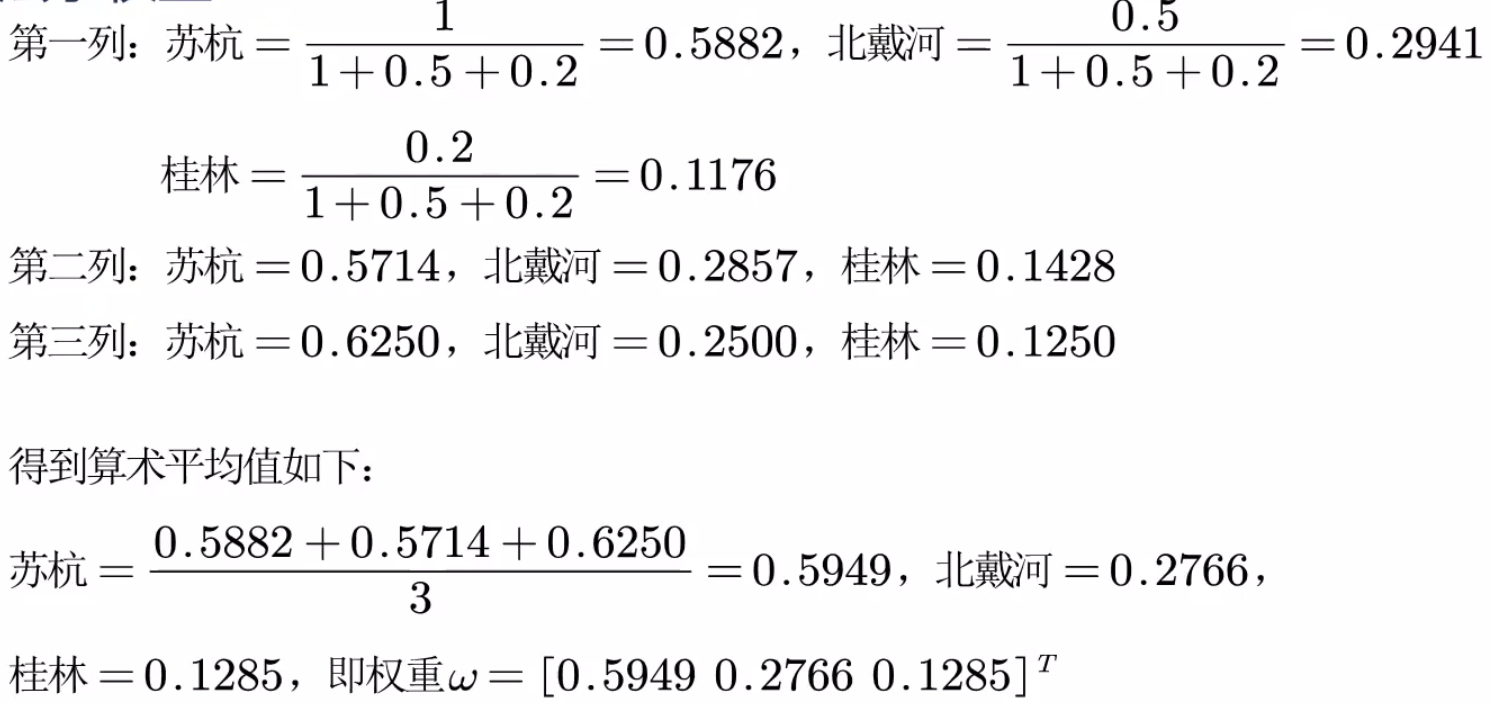 第一列：苏杭 = 1/(1+0.5+0.2) = 0.5882，北戴河 = 0.5/(1+0.5+0.2) = 0.2941
桂林 = 0.2/(1+0.5+0.2) = 0.1176
第二列：苏杭 = 0.5714，北戴河 = 0.2857，桂林 = 0.1428
第三列：苏杭 = 0.6250，北戴河 = 0.2500，桂林 = 0.1250
得到算术平均值如下：
苏杭 = (0.5882+0.5714+0.6250)/3 = 0.5949，北戴河 = 0.2766，
桂林 = 0.1285，即权重ω = [0.5949 0.2766 0.1285]^T